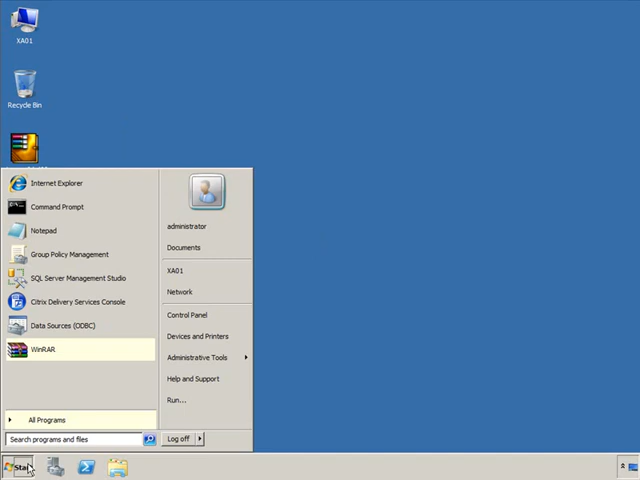 XA01
Recycle Bin
Internet Explorer
Command Prompt
Notepad
Group Policy Management
SQL Server Management Studio
Citrix Delivery Services Console
Data Sources (ODBC)
WinRAR
All Programs
Search programs and files
administrator
Documents
XA01
Network
Control Panel
Devices and Printers
Administrative Tools
Help and Support
Run...
Log off
Start